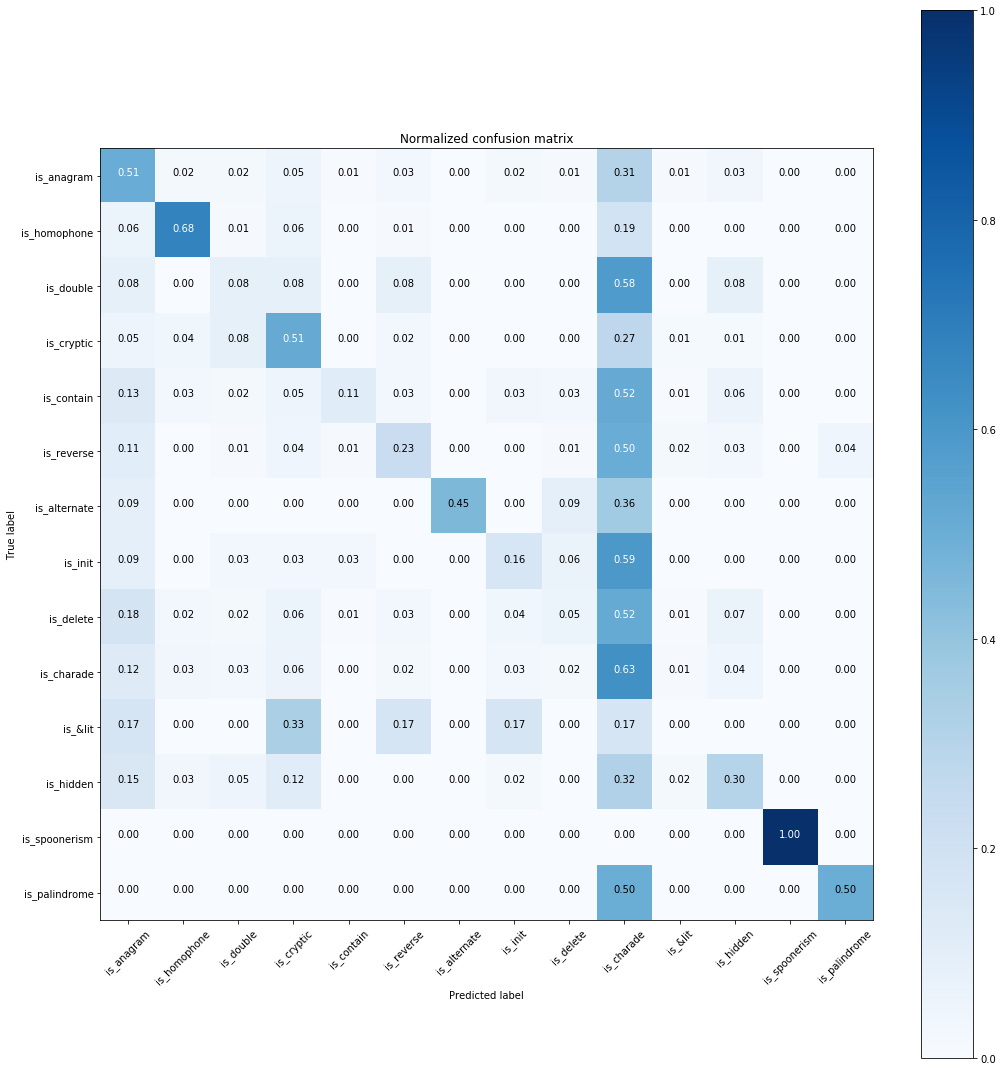 Normalized confusion matrix
1.0
0.8
0.6
0.4
0.2
0.0
True label
is_anagram 0.51 0.02 0.02 0.05 0.01 0.03 0.00 0.02 0.01 0.31 0.01 0.03 0.00 0.00
is_homophone 0.06 0.68 0.01 0.06 0.00 0.01 0.00 0.00 0.00 0.19 0.00 0.00 0.00 0.00
is_double 0.08 0.00 0.08 0.08 0.00 0.08 0.00 0.00 0.00 0.58 0.00 0.08 0.00 0.00
is_cryptic 0.05 0.04 0.08 0.51 0.00 0.02 0.00 0.00 0.00 0.27 0.01 0.01 0.00 0.00
is_contain 0.13 0.03 0.02 0.05 0.11 0.03 0.00 0.03 0.03 0.52 0.01 0.06 0.00 0.00
is_reverse 0.11 0.00 0.01 0.04 0.01 0.23 0.00 0.00 0.01 0.50 0.02 0.03 0.00 0.04
is_alternate 0.09 0.00 0.00 0.00 0.00 0.00 0.45 0.00 0.09 0.36 0.00 0.00 0.00 0.00
is_init 0.09 0.00 0.03 0.03 0.03 0.00 0.00 0.16 0.06 0.59 0.00 0.00 0.00 0.00
is_delete 0.18 0.02 0.02 0.06 0.01 0.03 0.00 0.04 0.05 0.52 0.01 0.07 0.00 0.00
is_charade 0.12 0.03 0.03 0.06 0.00 0.02 0.00 0.03 0.02 0.63 0.01 0.04 0.00 0.00
is_&lit 0.17 0.00 0.00 0.33 0.00 0.17 0.00 0.17 0.00 0.17 0.00 0.00 0.00 0.00
is_hidden 0.15 0.03 0.05 0.12 0.00 0.00 0.00 0.02 0.00 0.32 0.02 0.30 0.00 0.00
is_spoonerism 0.00 0.00 0.00 0.00 0.00 0.00 0.00 0.00 0.00 0.00 0.00 0.00 1.00 0.00
is_palindrome 0.00 0.00 0.00 0.00 0.00 0.00 0.00 0.00 0.00 0.50 0.00 0.00 0.00 0.50
is_anagram is_homophone is_double is_cryptic is_contain is_reverse is_alternate is_init is_delete is_charade is_&lit is_hidden is_spoonerism is_palindrome
Predicted label